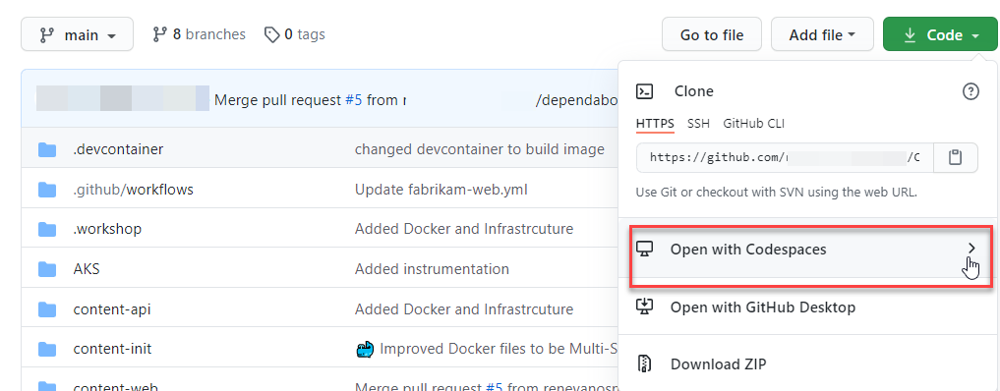 main 8 branches 0 tags Go to file Add file Code
Merge pull request #5 from /dependabo
.devcontainer changed devcontainer to build image
.github/workflows Update fabrikam-web.yml
.workshop Added Docker and Infrastrcuture
AKS Added instrumentation
content-api Added Docker and Infrastrcuture
content-init Improved Docker files to be Multi-S
content-web Merge pull request #5 from renevanosn
Clone
HTTPS SSH GitHub CLI
https://github.com/ /C
Use Git or checkout with SVN using the web URL.
Open with Codespaces
Open with GitHub Desktop
Download ZIP